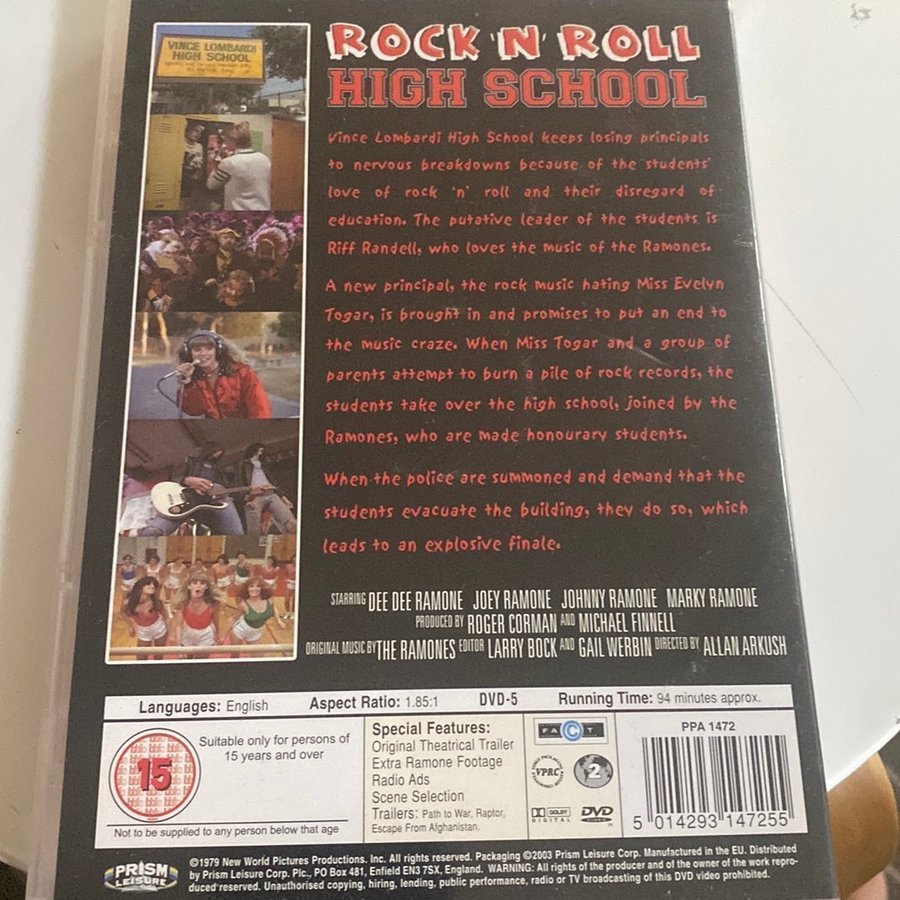 VINCE LOMBARDI
HIGH SCHOOL
ROCK 'N' ROLL
HIGH SCHOOL
Vince Lombardi High School keeps losing principals
to nervous breakdowns because of the students'
love of rock 'n' roll and their disregard of
education. The putative leader of the students is
Riff Randell, who loves the music of the Ramones.
A new principal, the rock music hating Miss Evelyn
Togar, is brought in and promises to put an end to
the music craze. When Miss Togar and a group of
parents attempt to burn a pile of rock records, the
students take over the high school, joined by the
Ramones, who are made honourary students.
When the police are summoned and demand that the
students evacuate the building, they do so, which
leads to an explosive finale.
STARRING DEE DEE RAMONE JOEY RAMONE JOHNNY RAMONE MARKY RAMONE
PRODUCED BY ROGER CORMAN AND MICHAEL FINNELL
ORIGINAL MUSIC BY THE RAMONES EDITOR LARRY BOCK AND GAIL WERBIN DIRECTED BY ALLAN ARKUSH
Languages: English Aspect Ratio: 1.85:1 DVD-5 Running Time: 94 minutes approx.
15
Suitable only for persons of
15 years and over
Not to be supplied to any person below that age
Special Features:
Original Theatrical Trailer
Extra Ramone Footage
Radio Ads
Scene Selection
Trailers: Path to War, Raptor,
Escape From Afghanistan.
FACT
VPRC
2
DOLBY
DIGITAL
DVD
PPA 1472
5 014293 147255
PRISM
LEISURE
©1979 New World Pictures Productions. Inc. All rights reserved. Packaging ©2003 Prism Leisure Corp. Manufactured in the EU. Distributed
by Prism Leisure Corp. Plc., PO Box 481, Enfield EN3 7SX, England. WARNING: All rights of the producer and of the owner of the work repro-
duced reserved. Unauthorised copying, hiring, lending, public performance, radio or TV broadcasting of this DVD video prohibited.